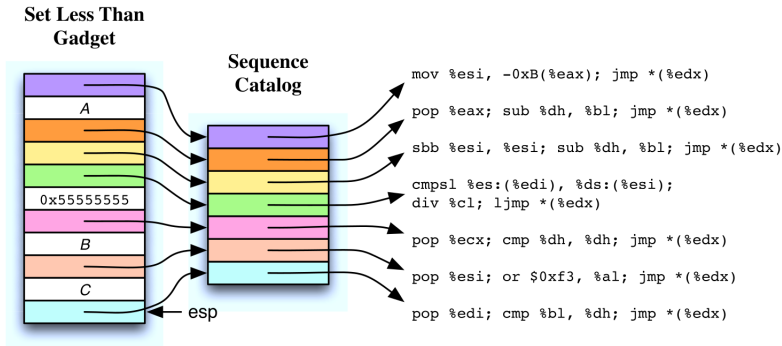 Set Less Than
Gadget
Sequence
Catalog
A
0x55555555
B
C
esp
mov %esi, -0xB(%eax); jmp *(%edx)
pop %eax; sub %dh, %bl; jmp *(%edx)
sbb %esi, %esi; sub %dh, %bl; jmp *(%edx)
cmpsl %es:(%edi), %ds:(%esi);
div %cl; ljmp *(%edx)
pop %ecx; cmp %dh, %dh; jmp *(%edx)
pop %esi; or $0xf3, %al; jmp *(%edx)
pop %edi; cmp %bl, %dh; jmp *(%edx)